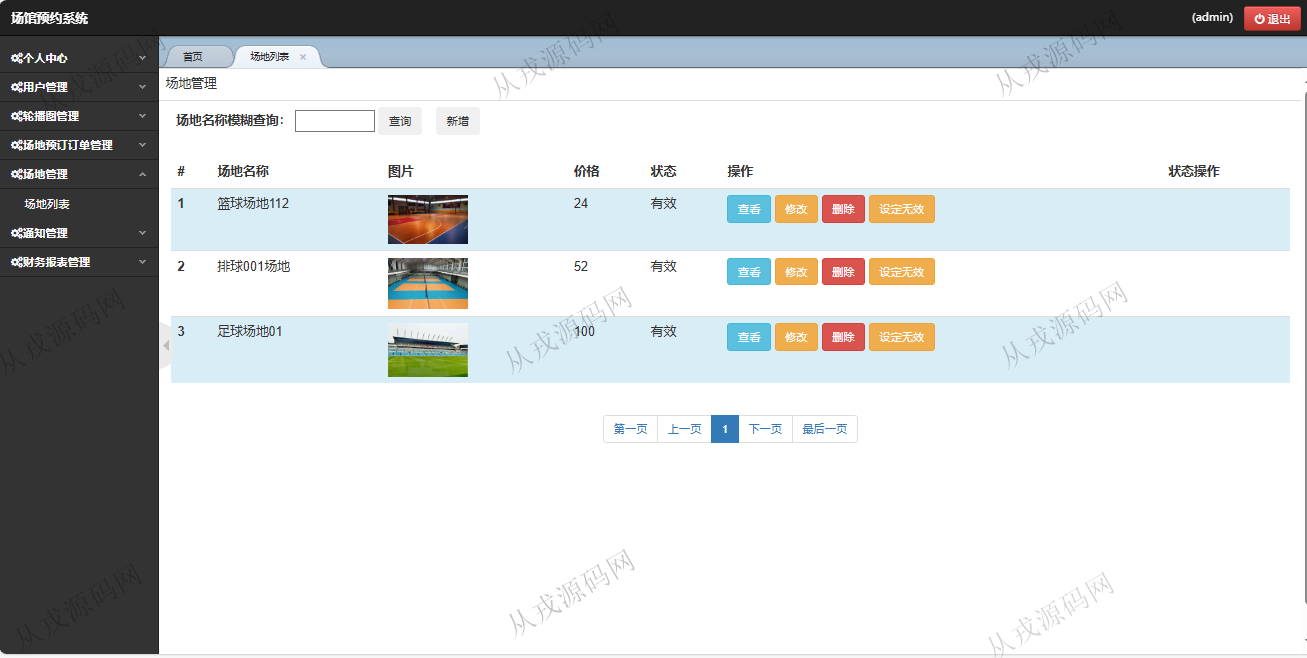 场馆预约系统
(admin) 退出
个人中心
用户管理
轮播图管理
场地预订订单管理
场地管理
场地列表
通知管理
财务报表管理
首页 场地列表 ×
场地管理
场地名称模糊查询： 查询 新增
# 场地名称 图片 价格 状态 操作 状态操作
1 篮球场地112 24 有效 查看 修改 删除 设定无效
2 排球001场地 52 有效 查看 修改 删除 设定无效
3 足球场地01 100 有效 查看 修改 删除 设定无效
第一页 上一页 1 下一页 最后一页
从戎源码网
从戎源码网
从戎源码网
从戎源码网
从戎源码网
从戎源码网
从戎源码网
从戎源码网
从戎源码网